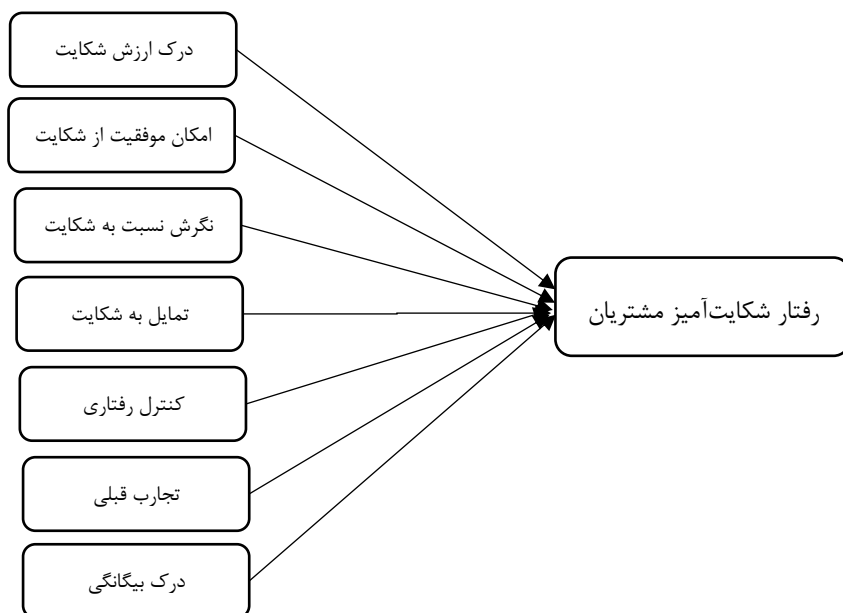 درک ارزش شکایت
امکان موفقیت از شکایت
نگرش نسبت به شکایت
تمایل به شکایت
کنترل رفتاری
تجارب قبلی
درک بیگانگی
رفتار شکایت‌آمیز مشتریان